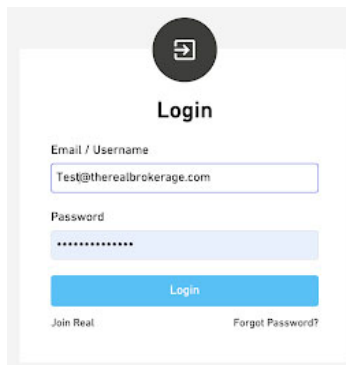 Login
Email / Username
Test@therealbrokerage.com
Password
••••••••••••••
Login
Join Real Forgot Password?